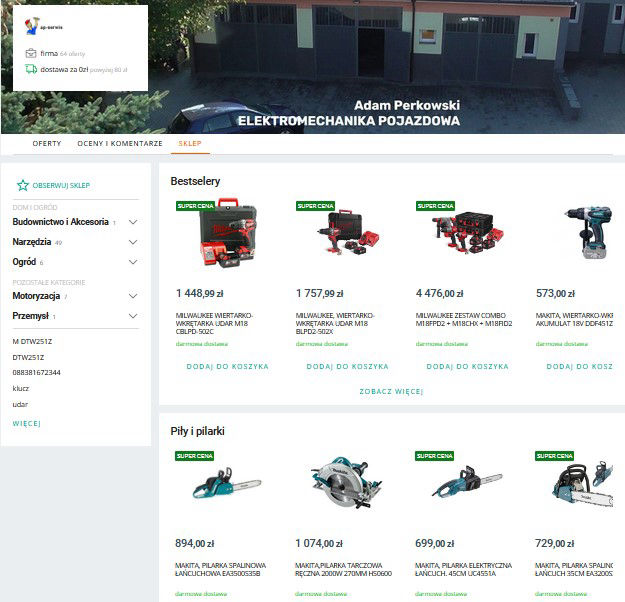 ap-serwis
firma 64 oferty
dostawa za 0zł powyżej 80 zł
Adam Perkowski
ELEKTROMECHANIKA POJAZDOWA
OFERTY OCENY I KOMENTARZE SKLEP
OBSERWUJ SKLEP
DOM I OGRÓD
Budownictwo i Akcesoria 1
Narzędzia 49
Ogród 6
POZOSTAŁE KATEGORIE
Motoryzacja 7
Przemysł 1
M DTW251Z
DTW251Z
088381672344
klucz
udar
WIĘCEJ
Bestselery
SUPER CENA SUPER CENA SUPER CENA
1 448,99 zł 1 757,99 zł 4 476,00 zł 573,00 zł
MILWAUKEE WIERTARKO- MILWAUKEE, WIERTARKO- MILWAUKEE ZESTAW COMBO MAKITA, WIERTARKO-WKR
WKRĘTARKA UDAR M18 WKRĘTARKA UDAR M18 M18FPD2 + M18CHX + M18FID2 AKUMULAT 18V DDF451Z
CBLPD-502C BLPD2-502X
darmowa dostawa darmowa dostawa darmowa dostawa darmowa dostawa
DODAJ DO KOSZYKA DODAJ DO KOSZYKA DODAJ DO KOSZYKA DODAJ DO KOSZ
ZOBACZ WIĘCEJ
Piły i pilarki
SUPER CENA SUPER CENA SUPER CENA
894,00 zł 1 074,00 zł 699,00 zł 729,00 zł
MAKITA, PILARKA SPALINOWA MAKITA,PILARKA TARCZOWA MAKITA, PILARKA ELEKTRYCZNA MAKITA, PILARKA SPALINO
ŁAŃCUCHOWA EA3500S35B RĘCZNA 2000W 270MM HS0600 ŁAŃCUCH. 45CM UC4551A ŁAŃCUCH 35CM EA3200S
darmowa dostawa darmowa dostawa darmowa dostawa darmowa dostawa